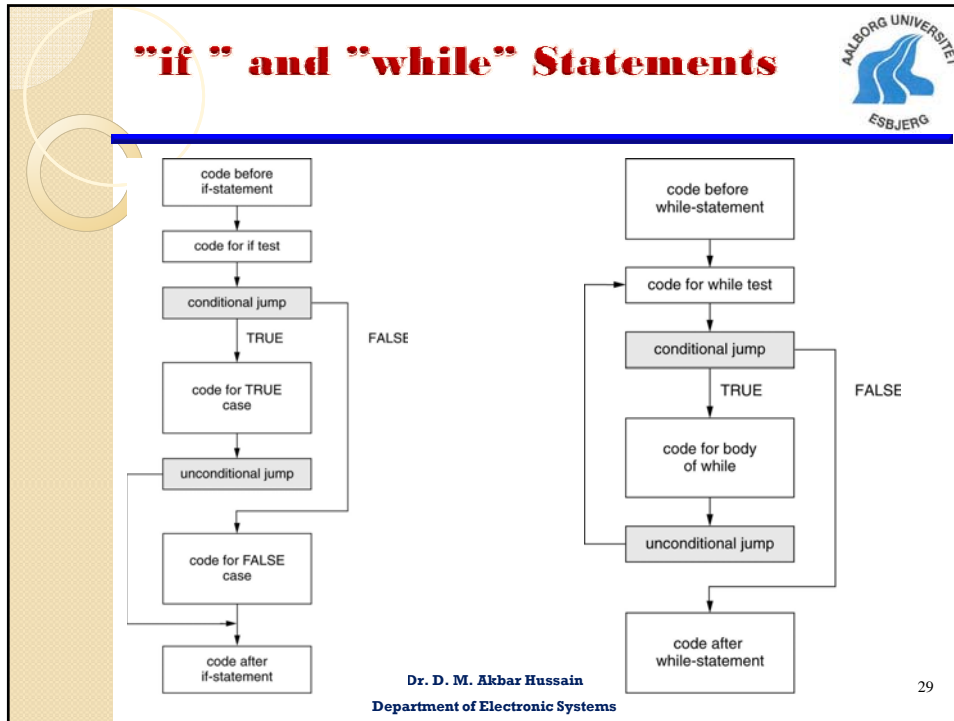 ”if ” and ”while” Statements
AALBORG UNIVERSITET
ESBJERG
code before
if-statement
code for if test
conditional jump
TRUE
FALSE
code for TRUE
case
unconditional jump
code for FALSE
case
code after
if-statement
code before
while-statement
code for while test
conditional jump
TRUE
FALSE
code for body
of while
unconditional jump
code after
while-statement
Dr. D. M. Akbar Hussain
Department of Electronic Systems
29